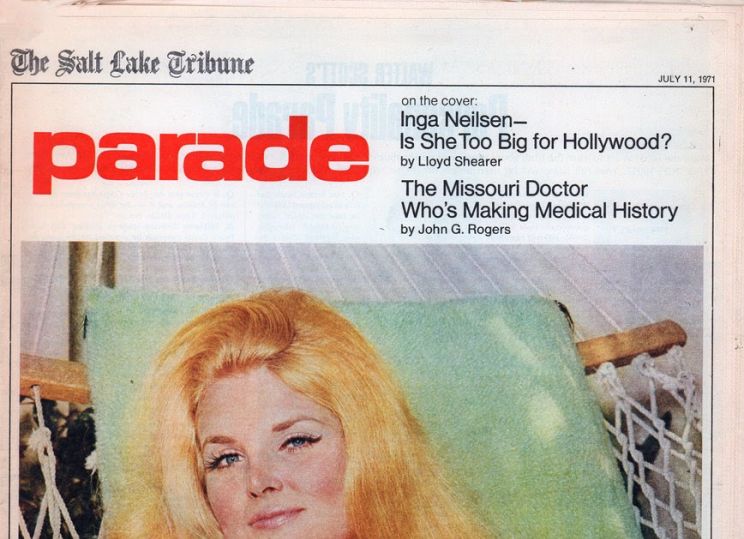 The Salt Lake Tribune
JULY 11, 1971
parade
on the cover:
Inga Neilsen—
Is She Too Big for Hollywood?
by Lloyd Shearer
The Missouri Doctor
Who's Making Medical History
by John G. Rogers